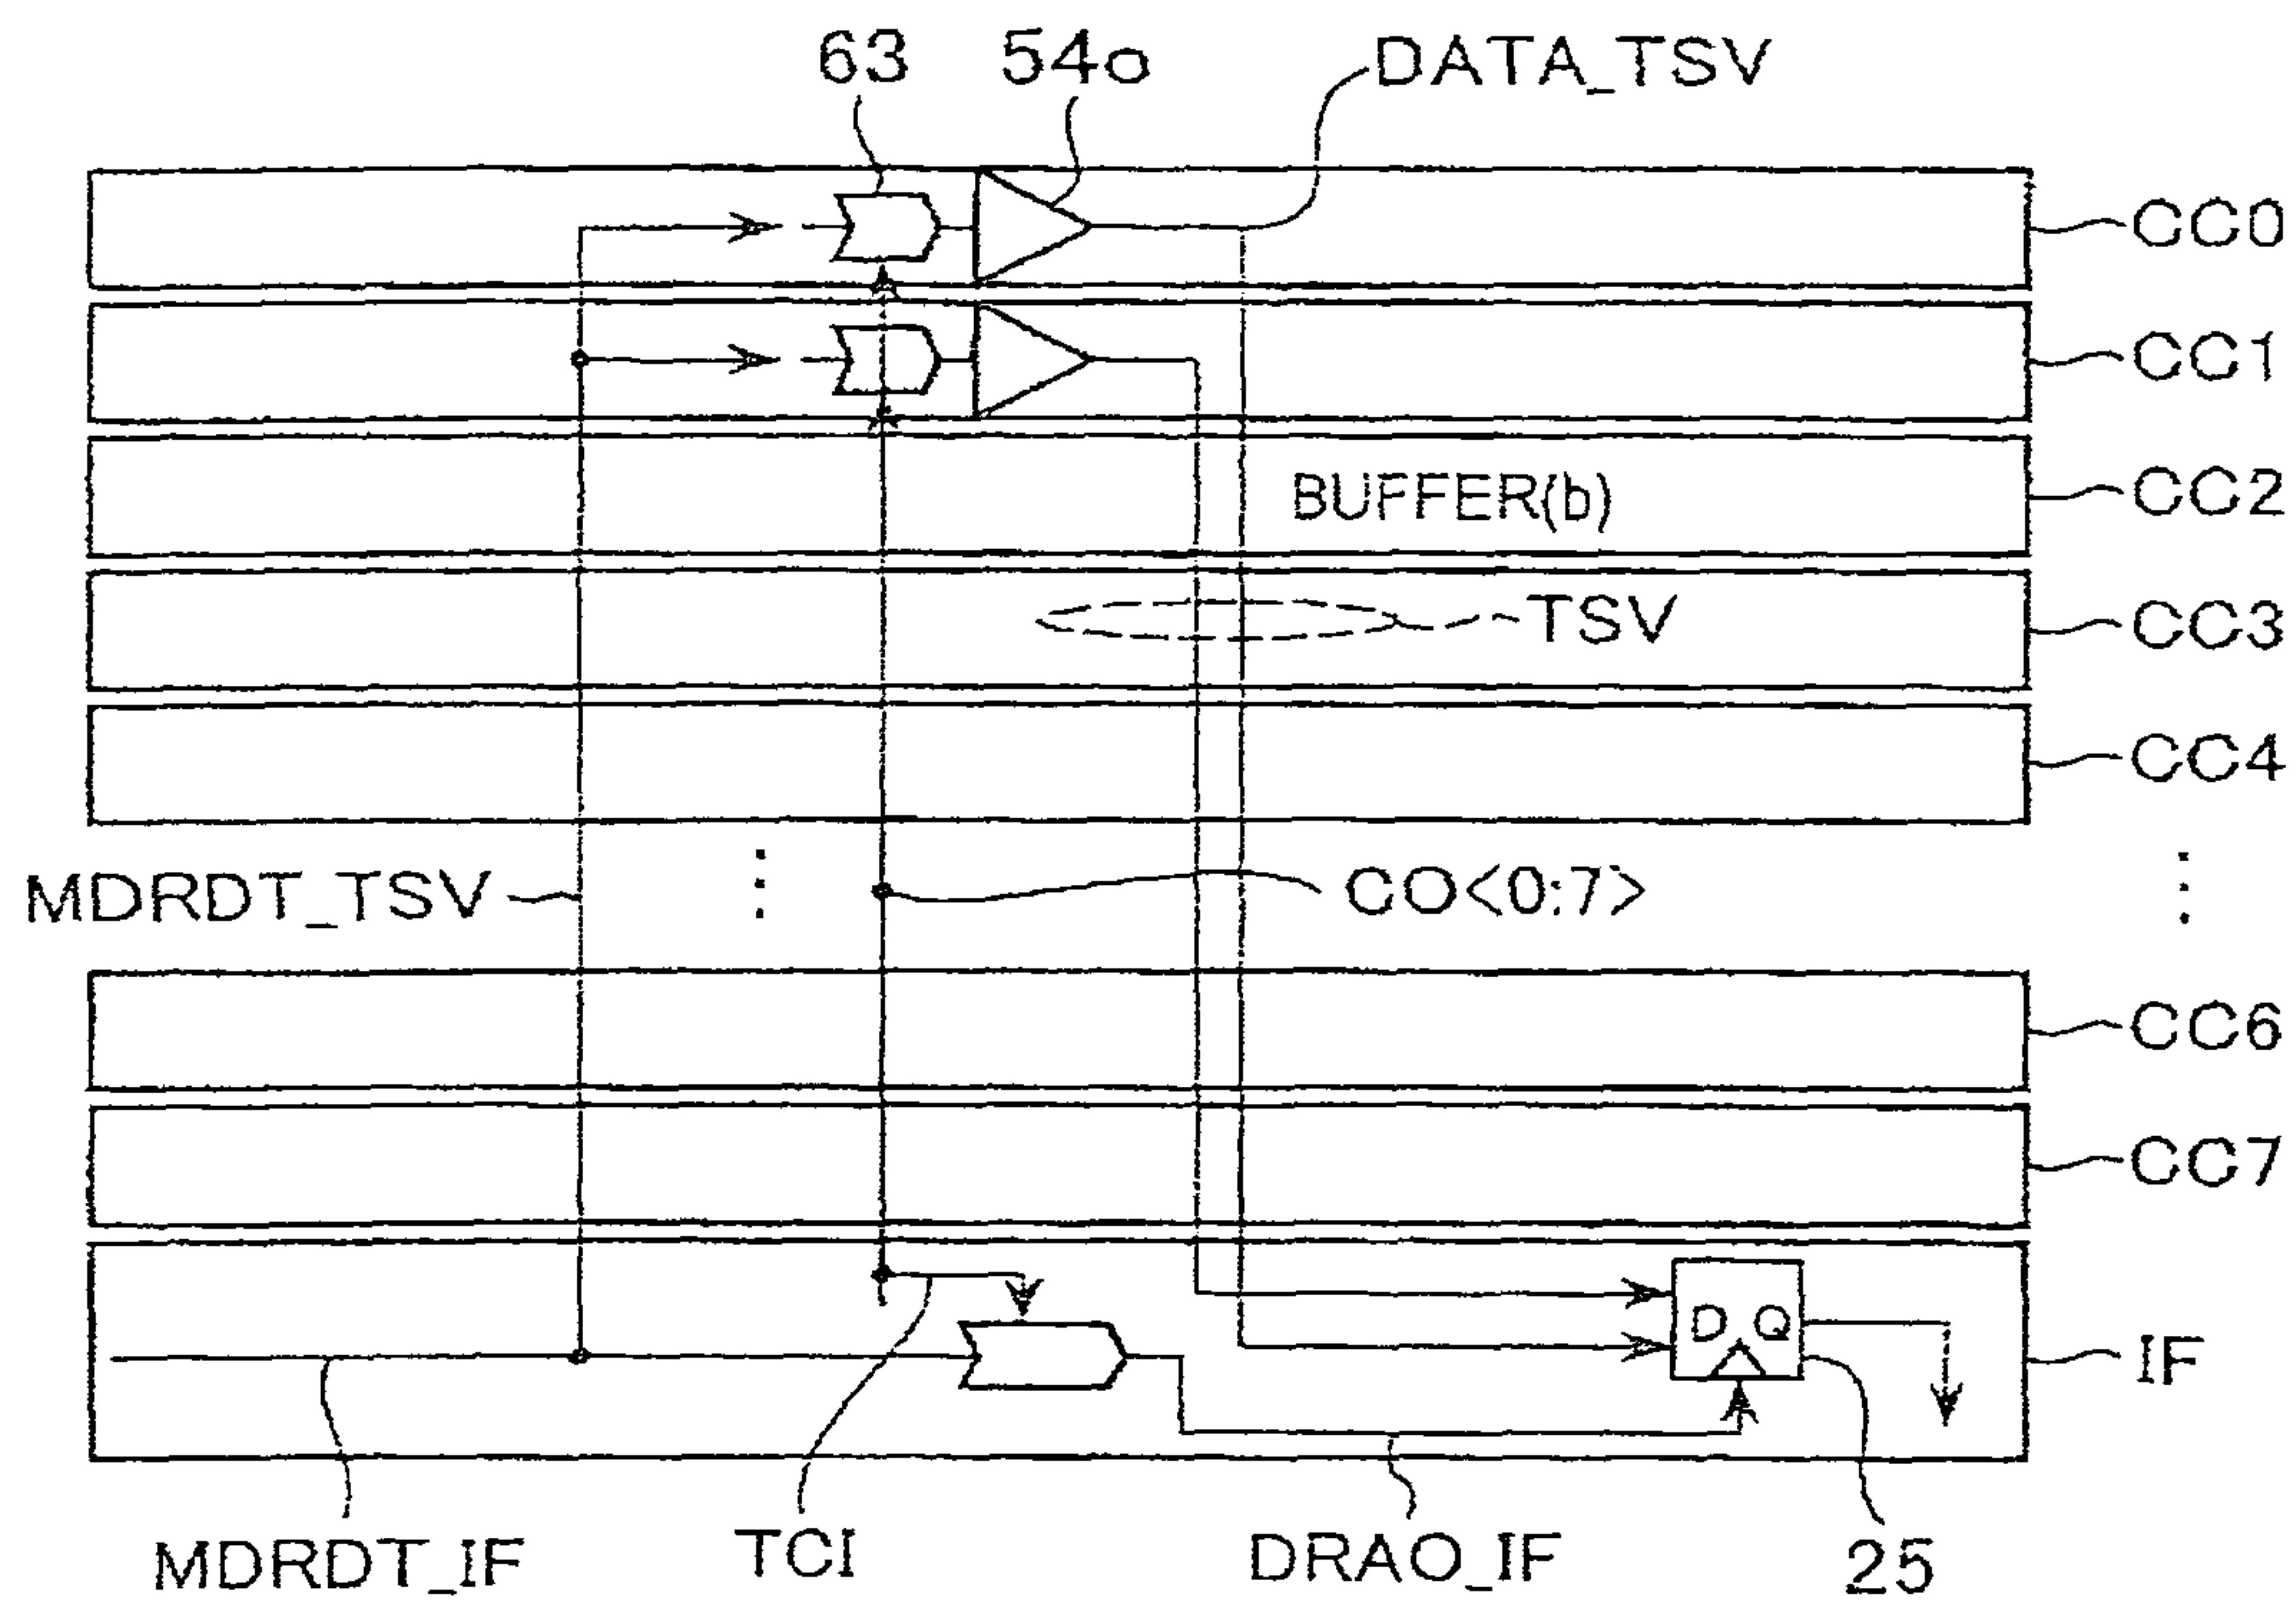 63
54o
DATA_TSV
CC0
CC1
BUFFER(b)
CC2
TSV
CC3
CC4
MDRDT_TSV
CO<0:7>
CC6
CC7
D Q
IF
MDRDT_IF
TCI
DRAO_IF
25